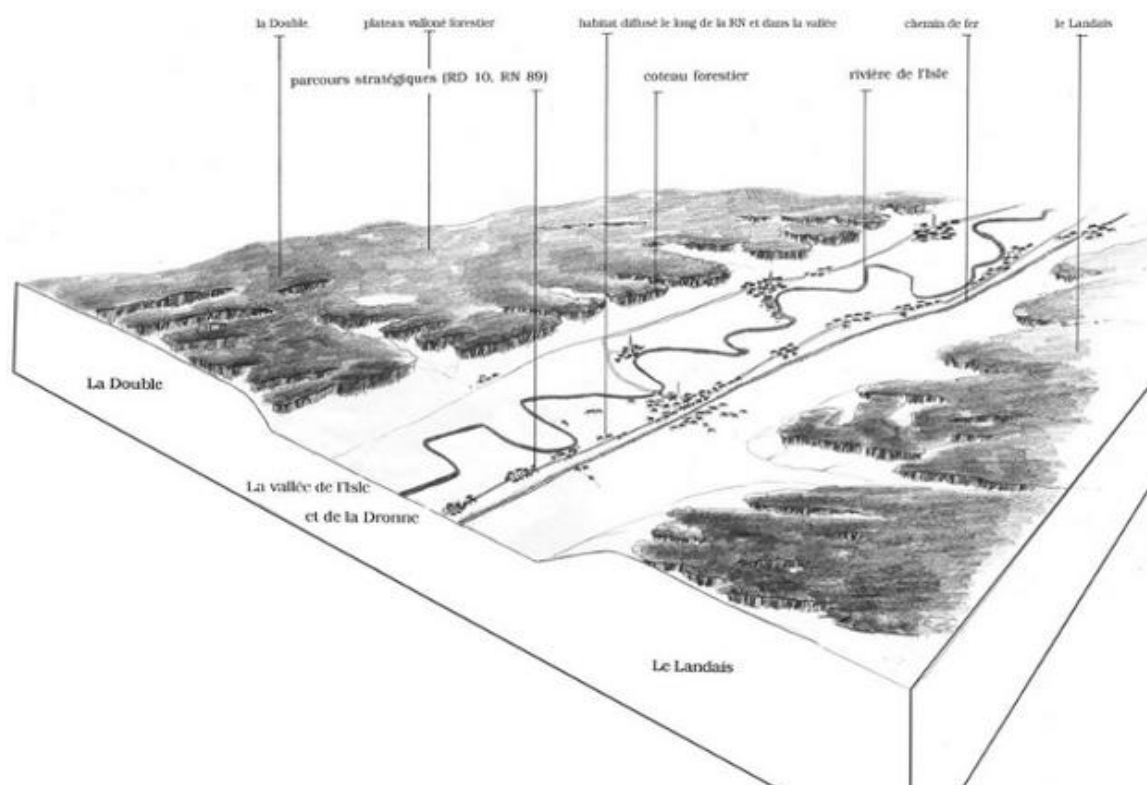 la Double
plateau valloné forestier
habitat diffusé le long de la RN et dans la vallée
chemin de fer
le Landais
parcours stratégiques (RD 10, RN 89)
coteau forestier
rivière de l'Isle
La Double
La vallée de l'Isle
et de la Dronne
Le Landais